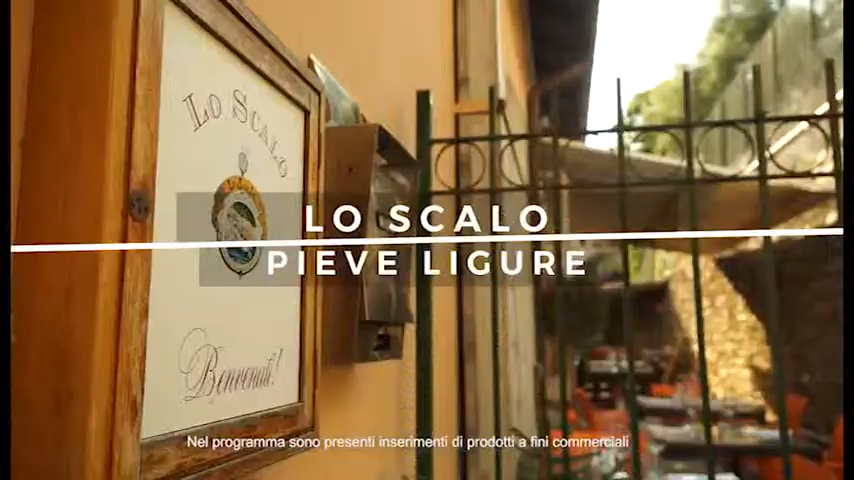 Lo Scalo
LO SCALO
PIEVE LIGURE
Benvenuti!
Nel programma sono presenti inserimenti di prodotti a fini commerciali